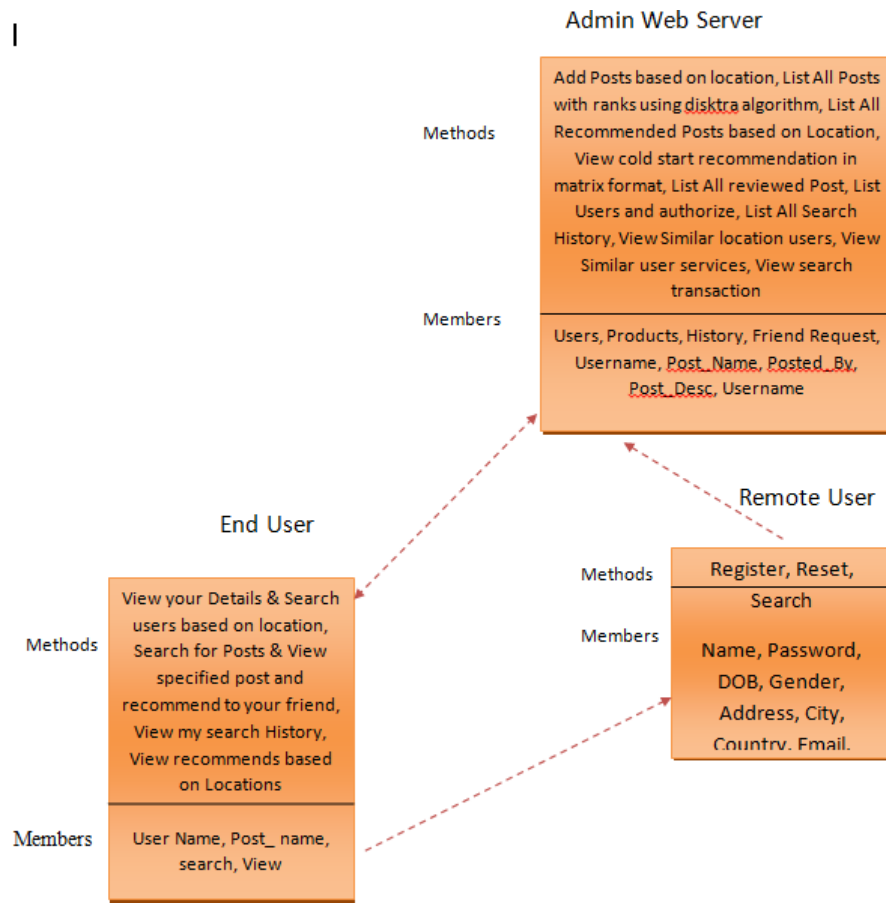 Admin Web Server
Methods
Add Posts based on location, List All Posts
with ranks using disktra algorithm, List All
Recommended Posts based on Location,
View cold start recommendation in
matrix format, List All reviewed Post, List
Users and authorize, List All Search
History, View Similar location users, View
Similar user services, View search
transaction
Members
Users, Products, History, Friend Request,
Username, Post_Name, Posted_By,
Post_Desc, Username
End User
Methods
View your Details & Search
users based on location,
Search for Posts & View
specified post and
recommend to your friend,
View my search History,
View recommends based
on Locations
Members
User Name, Post_ name,
search, View
Remote User
Methods
Register, Reset,
Search
Members
Name, Password,
DOB, Gender,
Address, City,
Country, Email,